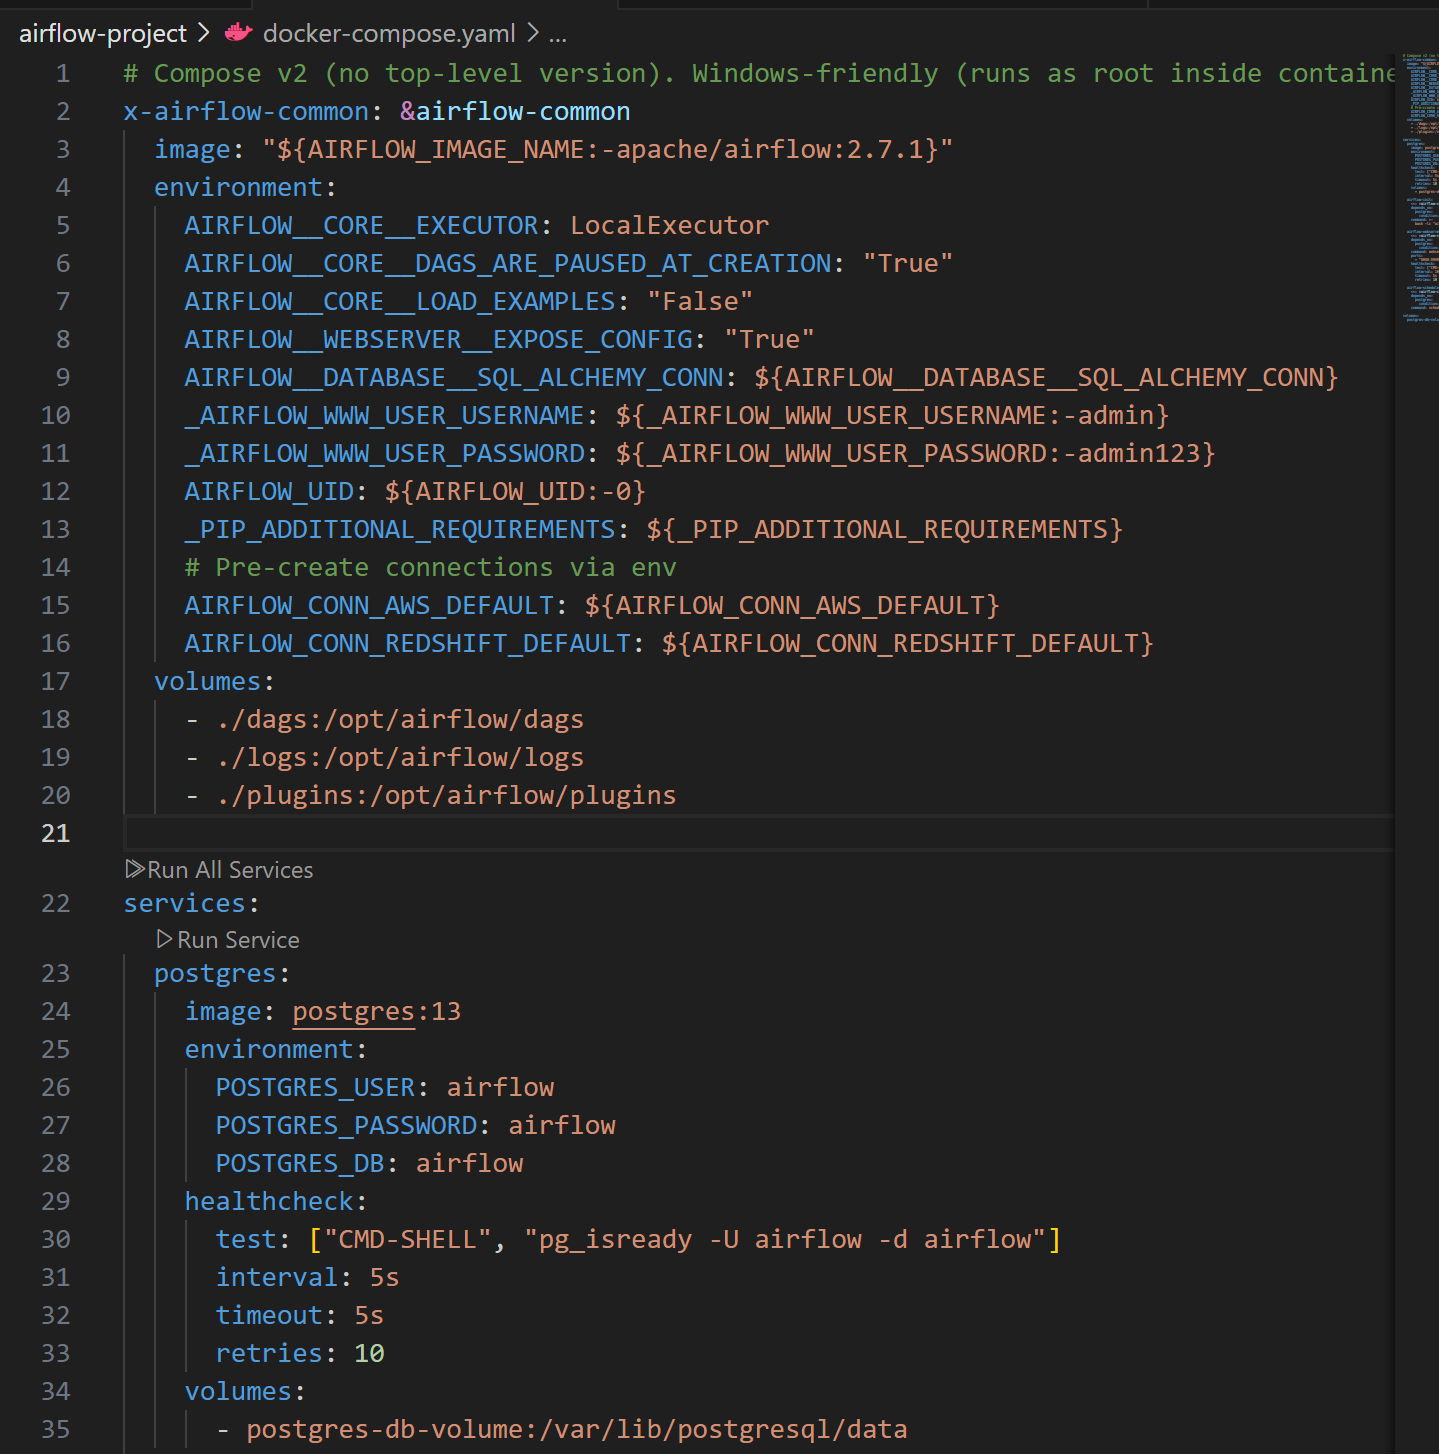 airflow-project > docker-compose.yaml > ...
1 # Compose v2 (no top-level version). Windows-friendly (runs as root inside containe
2 x-airflow-common: &airflow-common
3   image: "${AIRFLOW_IMAGE_NAME:-apache/airflow:2.7.1}"
4   environment:
5     AIRFLOW__CORE__EXECUTOR: LocalExecutor
6     AIRFLOW__CORE__DAGS_ARE_PAUSED_AT_CREATION: "True"
7     AIRFLOW__CORE__LOAD_EXAMPLES: "False"
8     AIRFLOW__WEBSERVER__EXPOSE_CONFIG: "True"
9     AIRFLOW__DATABASE__SQL_ALCHEMY_CONN: ${AIRFLOW__DATABASE__SQL_ALCHEMY_CONN}
10     _AIRFLOW_WWW_USER_USERNAME: ${_AIRFLOW_WWW_USER_USERNAME:-admin}
11     _AIRFLOW_WWW_USER_PASSWORD: ${_AIRFLOW_WWW_USER_PASSWORD:-admin123}
12     AIRFLOW_UID: ${AIRFLOW_UID:-0}
13     _PIP_ADDITIONAL_REQUIREMENTS: ${_PIP_ADDITIONAL_REQUIREMENTS}
14     # Pre-create connections via env
15     AIRFLOW_CONN_AWS_DEFAULT: ${AIRFLOW_CONN_AWS_DEFAULT}
16     AIRFLOW_CONN_REDSHIFT_DEFAULT: ${AIRFLOW_CONN_REDSHIFT_DEFAULT}
17   volumes:
18     - ./dags:/opt/airflow/dags
19     - ./logs:/opt/airflow/logs
20     - ./plugins:/opt/airflow/plugins
21
Run All Services
22 services:
Run Service
23   postgres:
24     image: postgres:13
25     environment:
26       POSTGRES_USER: airflow
27       POSTGRES_PASSWORD: airflow
28       POSTGRES_DB: airflow
29     healthcheck:
30       test: ["CMD-SHELL", "pg_isready -U airflow -d airflow"]
31       interval: 5s
32       timeout: 5s
33       retries: 10
34     volumes:
35       - postgres-db-volume:/var/lib/postgresql/data